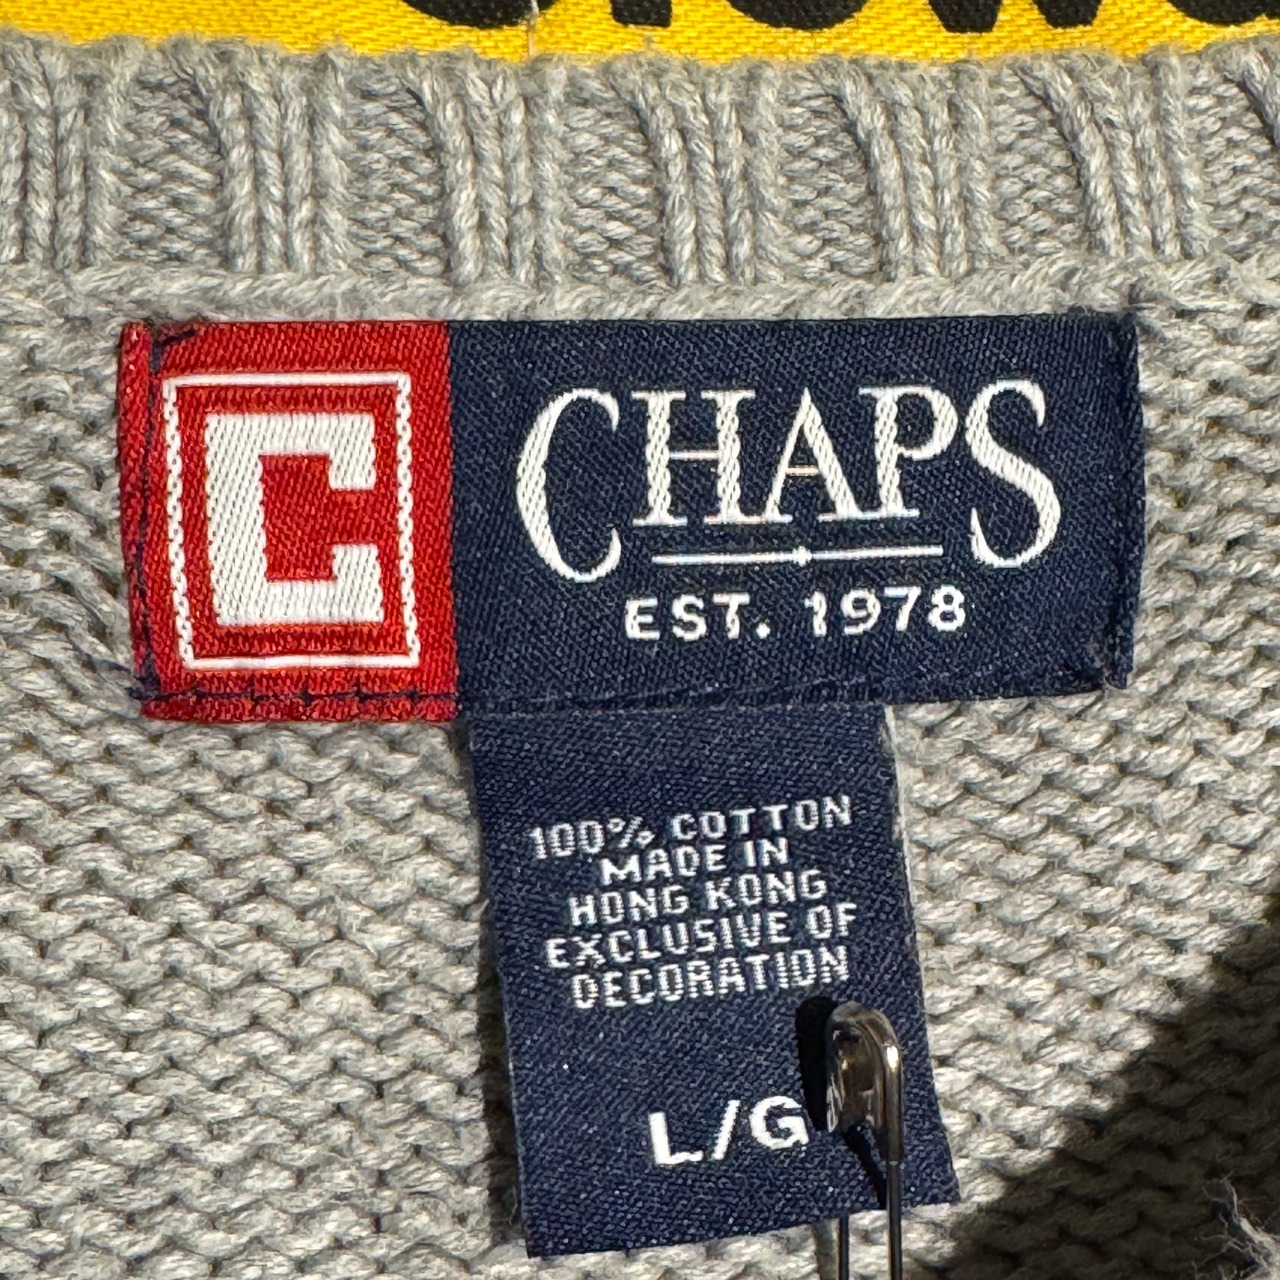 C
CHAPS
EST. 1978
100% COTTON
MADE IN
HONG KONG
EXCLUSIVE OF
DECORATION
L/G